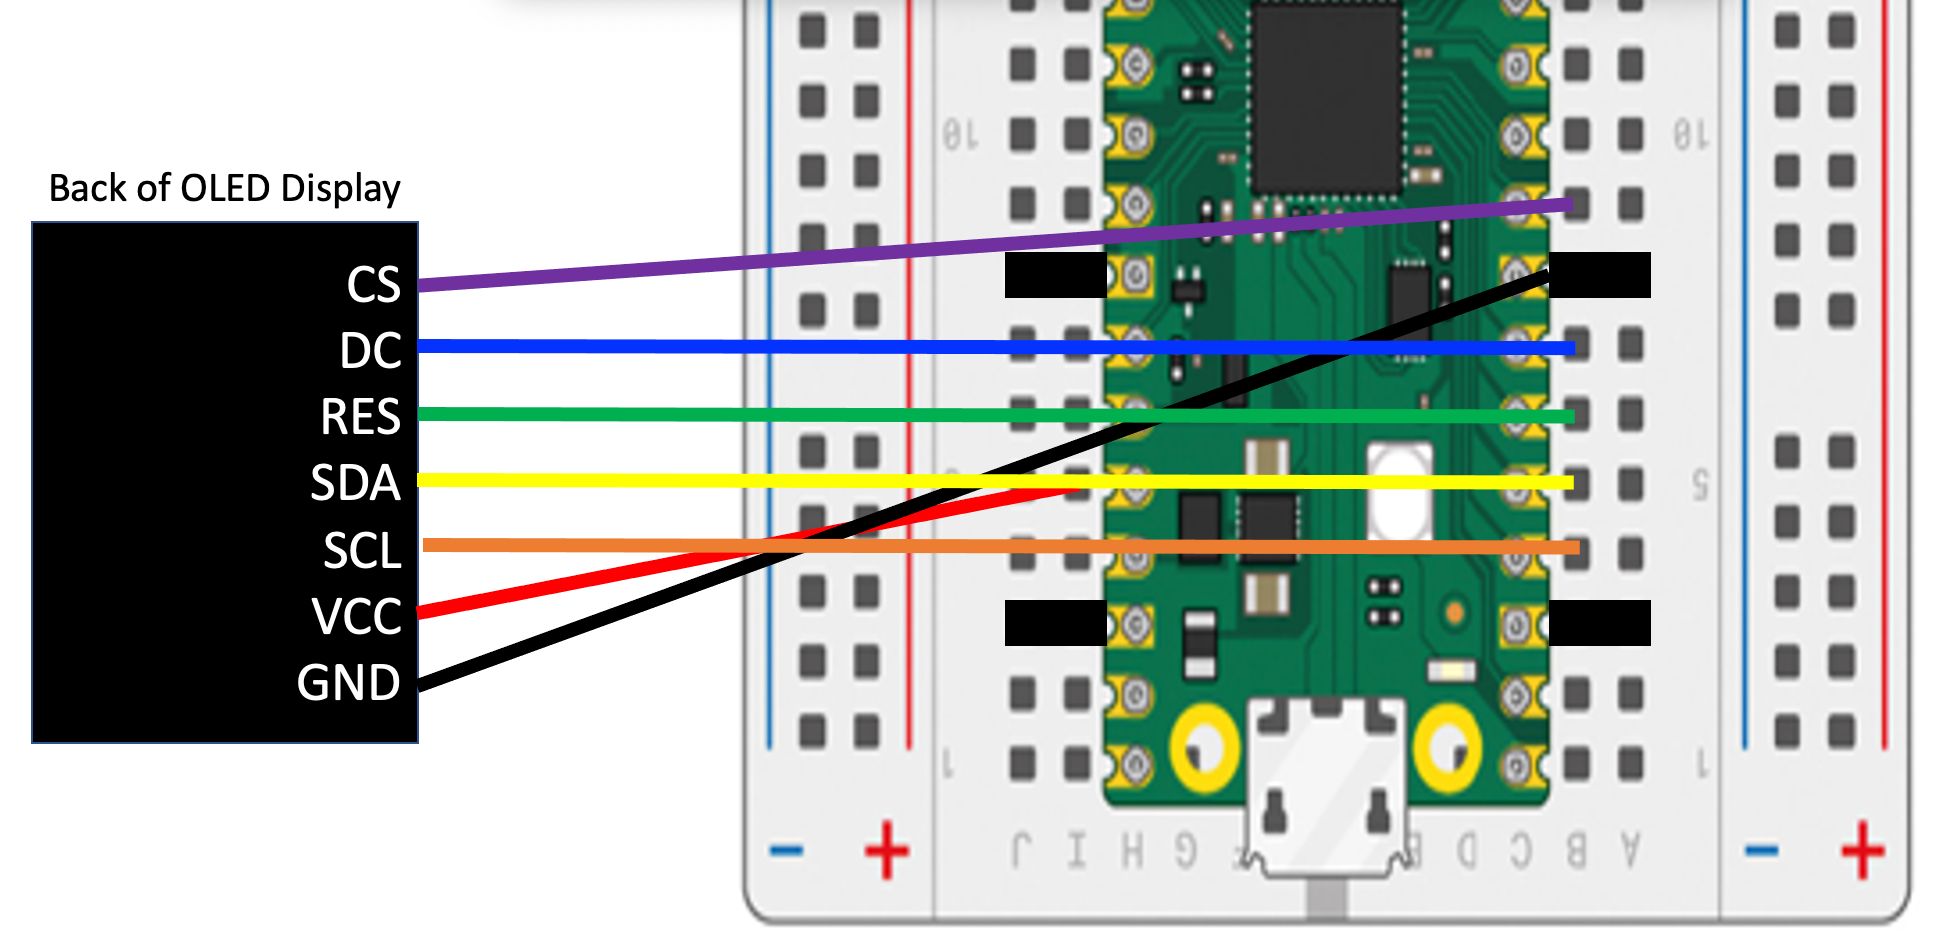 Back of OLED Display
CS
DC
RES
SDA
SCL
VCC
GND
10
10
5
1
1
J I H G D C B A
- +
- +